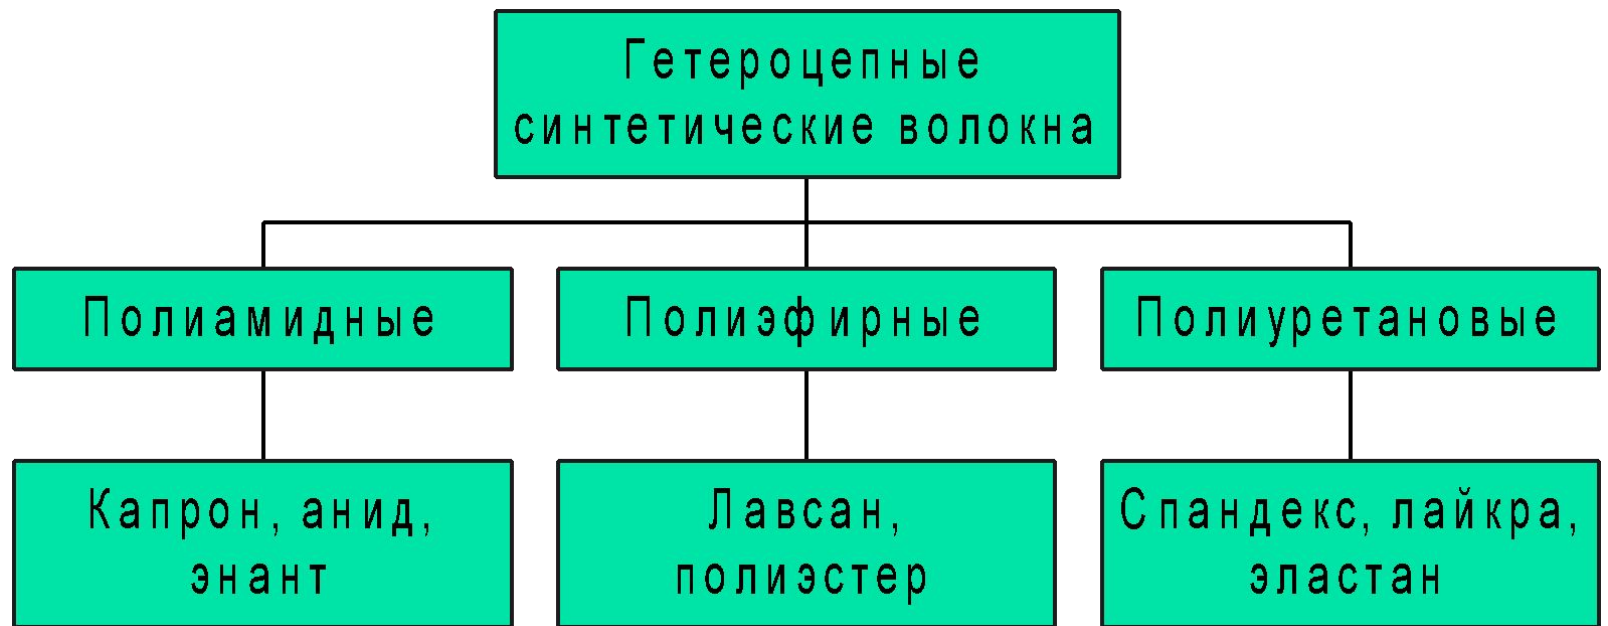 Гетероцепные
синтетические волокна
Полиамидные
Полиэфирные
Полиуретановые
Капрон, анид,
энант
Лавсан,
полиэстер
Спандекс, лайкра,
эластан